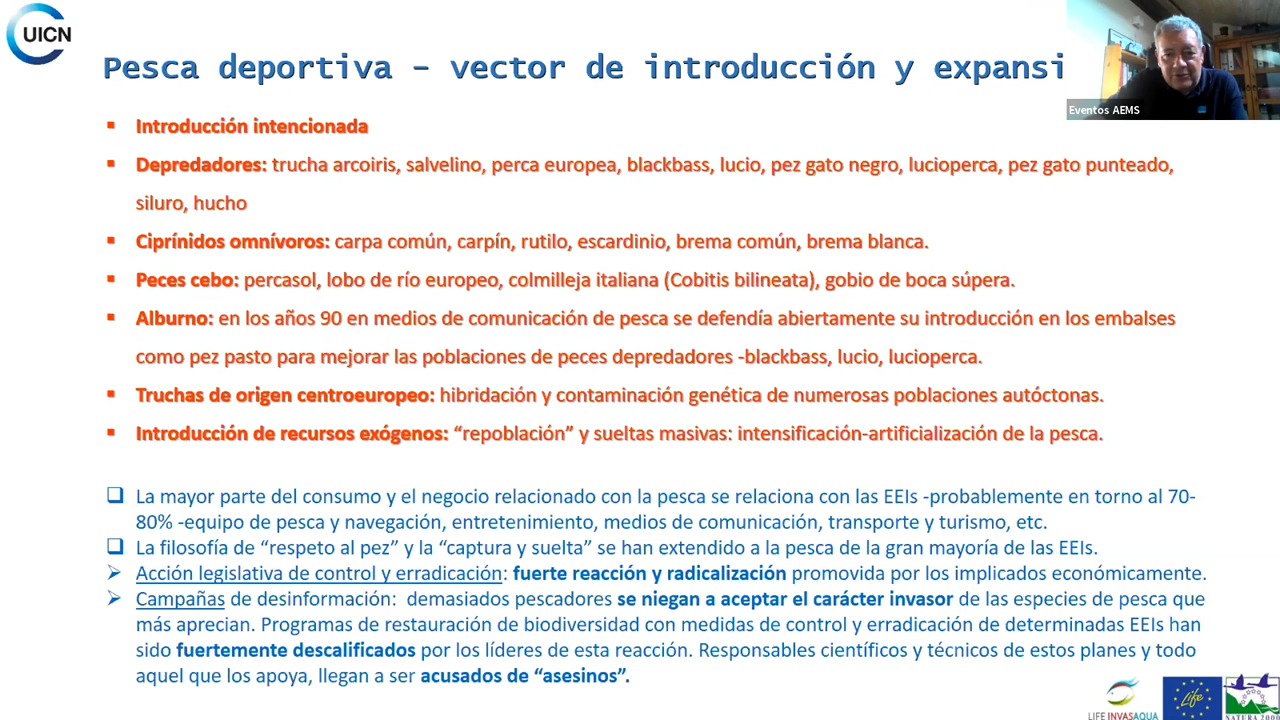 UICN
Pesca deportiva – vector de introducción y expansi
Eventos AEMS
▪ Introducción intencionada
▪ Depredadores: trucha arcoiris, salvelino, perca europea, blackbass, lucio, pez gato negro, lucioperca, pez gato punteado,
siluro, hucho
▪ Ciprínidos omnívoros: carpa común, carpín, rutilo, escardinio, brema común, brema blanca.
▪ Peces cebo: percasol, lobo de río europeo, colmilleja italiana (Cobitis bilineata), gobio de boca súpera.
▪ Alburno: en los años 90 en medios de comunicación de pesca se defendía abiertamente su introducción en los embalses
como pez pasto para mejorar las poblaciones de peces depredadores -blackbass, lucio, lucioperca.
▪ Truchas de origen centroeuropeo: hibridación y contaminación genética de numerosas poblaciones autóctonas.
▪ Introducción de recursos exógenos: “repoblación” y sueltas masivas: intensificación-artificialización de la pesca.
❑ La mayor parte del consumo y el negocio relacionado con la pesca se relaciona con las EEIs -probablemente en torno al 70-
80% -equipo de pesca y navegación, entretenimiento, medios de comunicación, transporte y turismo, etc.
❑ La filosofía de “respeto al pez” y la “captura y suelta” se han extendido a la pesca de la gran mayoría de las EEIs.
➢ Acción legislativa de control y erradicación: fuerte reacción y radicalización promovida por los implicados económicamente.
➢ Campañas de desinformación: demasiados pescadores se niegan a aceptar el carácter invasor de las especies de pesca que
más aprecian. Programas de restauración de biodiversidad con medidas de control y erradicación de determinadas EEIs han
sido fuertemente descalificados por los líderes de esta reacción. Responsables científicos y técnicos de estos planes y todo
aquel que los apoya, llegan a ser acusados de “asesinos”.
LIFE INVASAQUA
Life
NATURA 2000